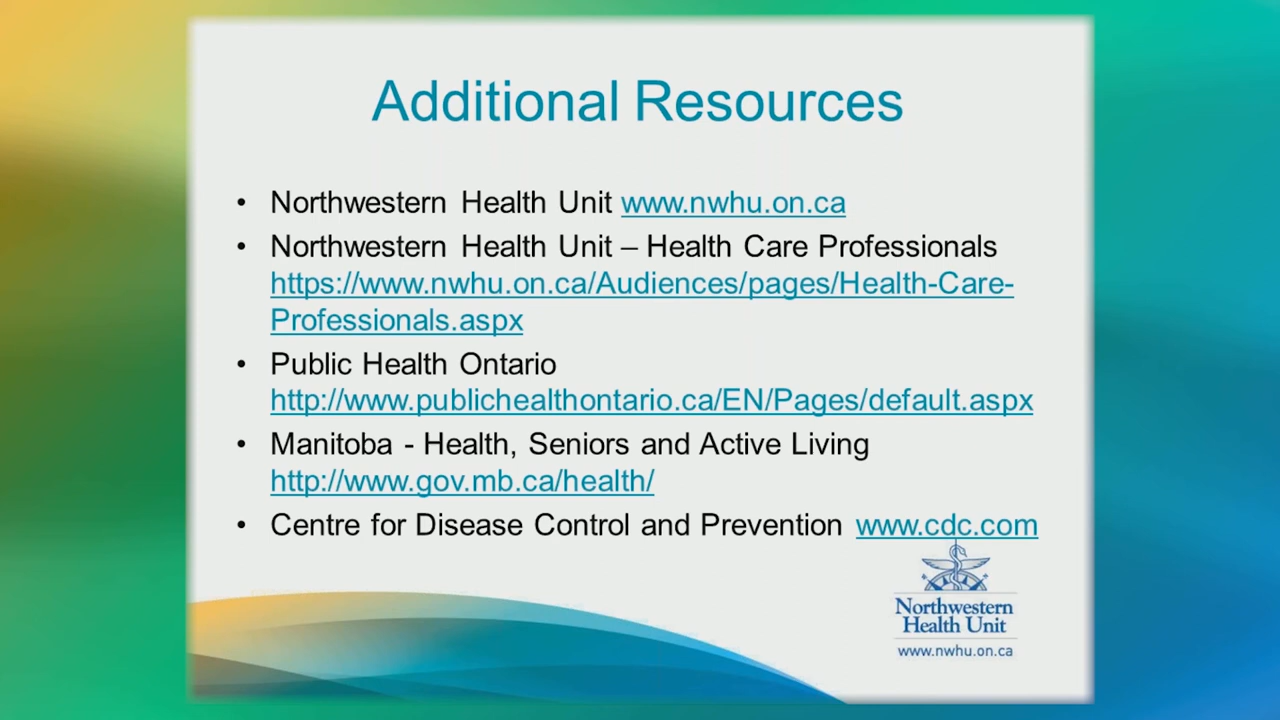 Additional Resources
• Northwestern Health Unit www.nwhu.on.ca
• Northwestern Health Unit – Health Care Professionals
https://www.nwhu.on.ca/Audiences/pages/Health-Care-
Professionals.aspx
• Public Health Ontario
http://www.publichealthontario.ca/EN/Pages/default.aspx
• Manitoba - Health, Seniors and Active Living
http://www.gov.mb.ca/health/
• Centre for Disease Control and Prevention www.cdc.com
Northwestern
Health Unit
www.nwhu.on.ca